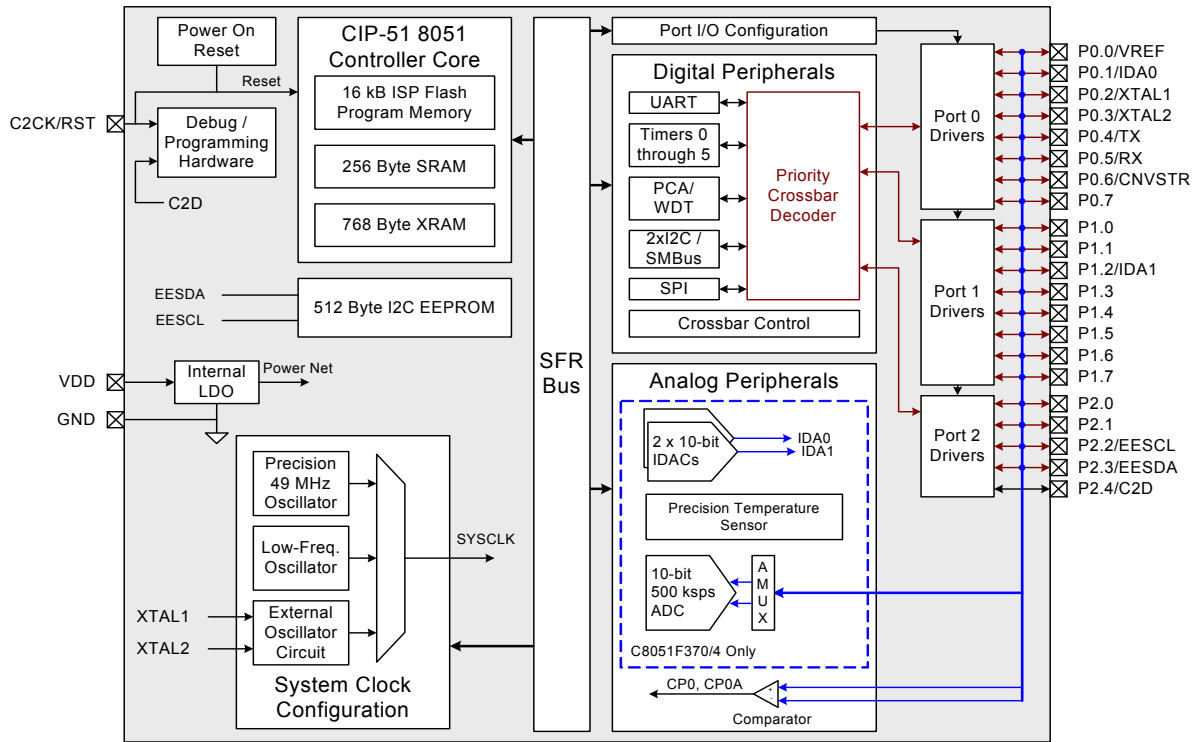 Power On
Reset
Reset
C2CK/RST
Debug /
Programming
Hardware
C2D
CIP-51 8051
Controller Core
16 kB ISP Flash
Program Memory
256 Byte SRAM
768 Byte XRAM
EESDA
EESCL
512 Byte I2C EEPROM
VDD
GND
Internal
LDO
Power Net
Precision
49 MHz
Oscillator
Low-Freq.
Oscillator
XTAL1
XTAL2
External
Oscillator
Circuit
SYSCLK
System Clock
Configuration
SFR
Bus
Port I/O Configuration
Digital Peripherals
UART
Timers 0
through 5
PCA/
WDT
2xI2C /
SMBus
SPI
Priority
Crossbar
Decoder
Crossbar Control
Analog Peripherals
2 x 10-bit
IDACs
IDA0
IDA1
Precision Temperature
Sensor
10-bit
500 ksps
ADC
A
M
U
X
C8051F370/4 Only
CP0, CP0A
+
-
Comparator
Port 0
Drivers
Port 1
Drivers
Port 2
Drivers
P0.0/VREF
P0.1/IDA0
P0.2/XTAL1
P0.3/XTAL2
P0.4/TX
P0.5/RX
P0.6/CNVSTR
P0.7
P1.0
P1.1
P1.2/IDA1
P1.3
P1.4
P1.5
P1.6
P1.7
P2.0
P2.1
P2.2/EESCL
P2.3/EESDA
P2.4/C2D